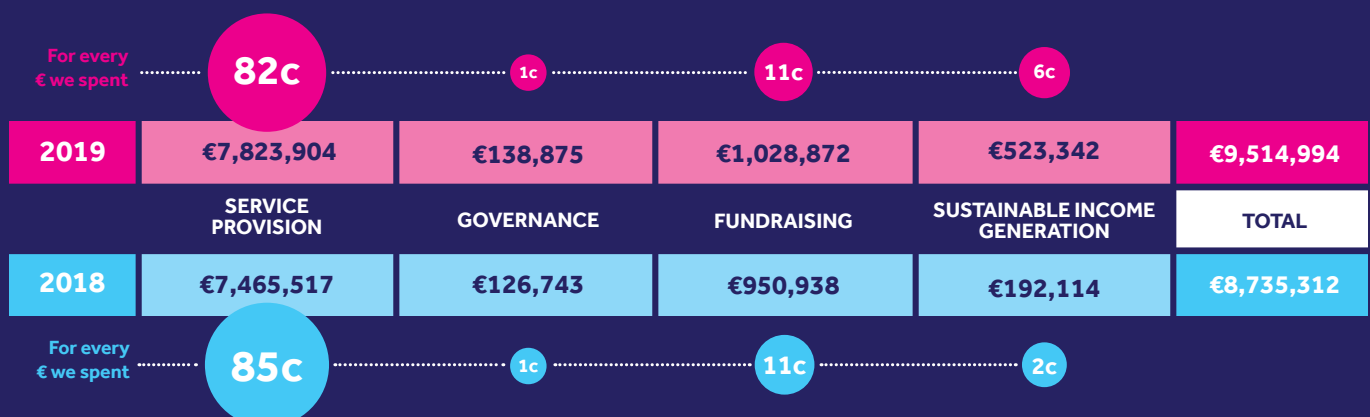 For every
€ we spent
82c
1c
11c
6c
2019
€7,823,904
€138,875
€1,028,872
€523,342
€9,514,994
SERVICE
PROVISION
GOVERNANCE
FUNDRAISING
SUSTAINABLE INCOME
GENERATION
TOTAL
2018
€7,465,517
€126,743
€950,938
€192,114
€8,735,312
For every
€ we spent
85c
1c
11c
2c